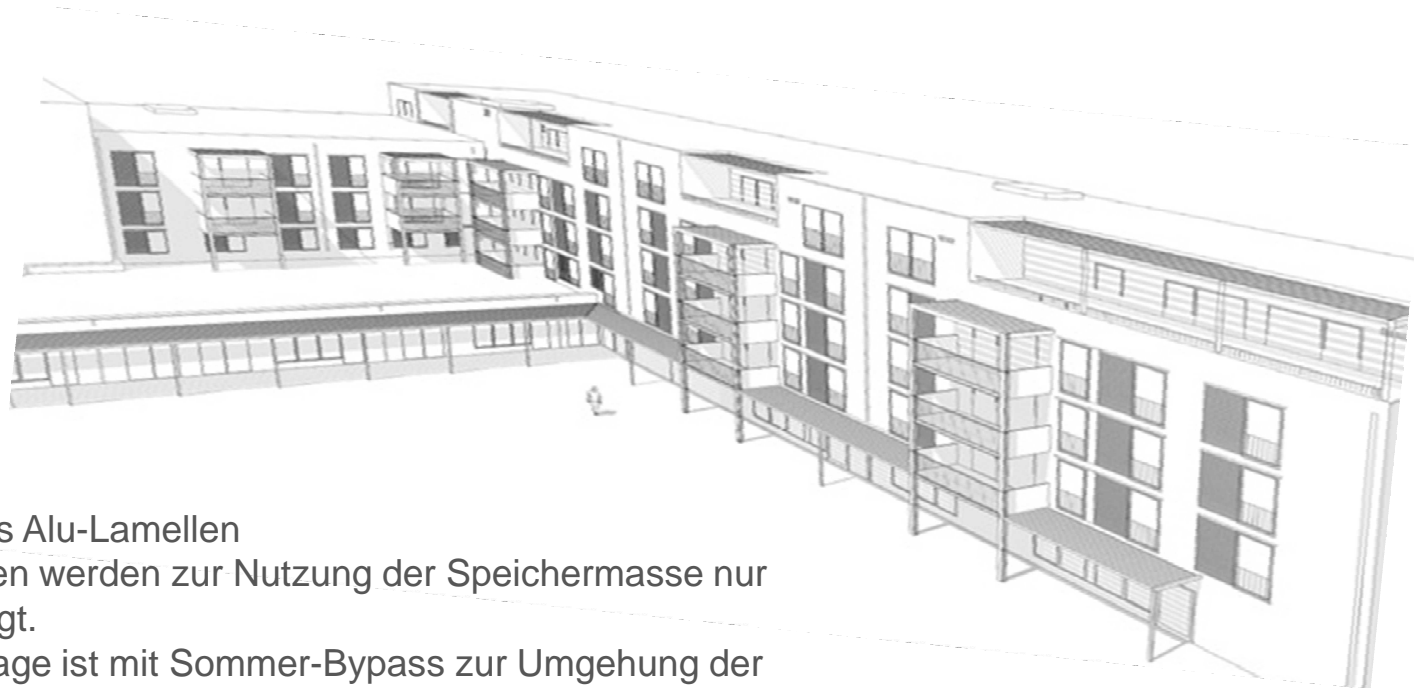 s Alu-Lamellen
en werden zur Nutzung der Speichermasse nur
gt.
age ist mit Sommer-Bypass zur Umgehung der